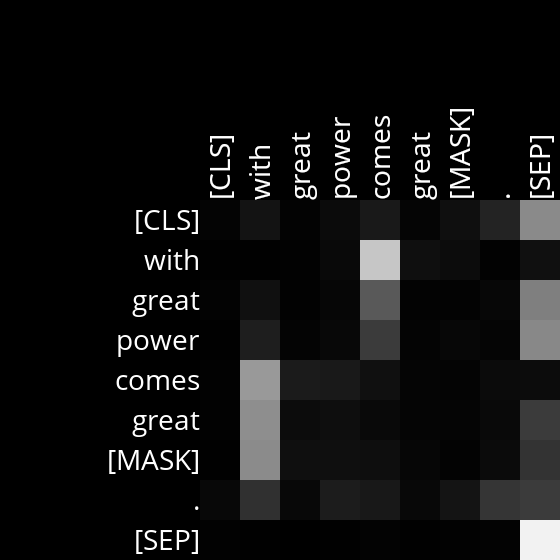 [CLS] with great power comes great [MASK] . [SEP]
[CLS]
with
great
power
comes
great
[MASK]
.
[SEP]